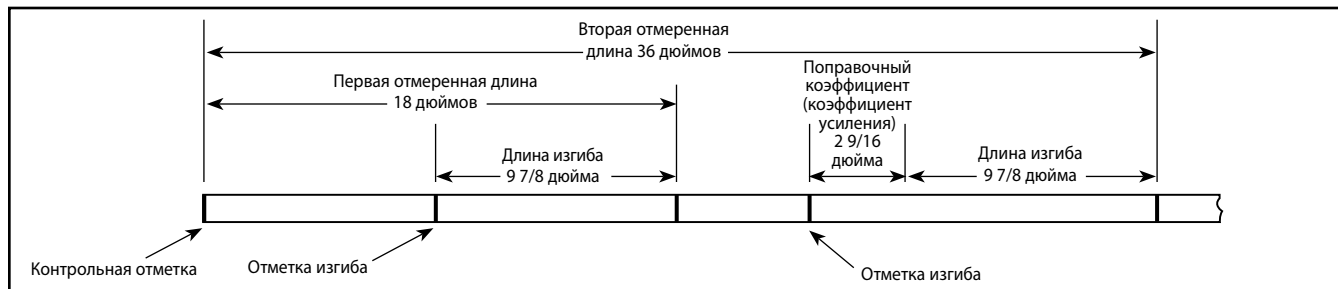 Вторая отмеренная
длина 36 дюймов
Первая отмеренная длина
18 дюймов
Поправочный
коэффициент
(коэффициент
усиления)
2 9/16
дюйма
Длина изгиба
9 7/8 дюйма
Длина изгиба
9 7/8 дюйма
Контрольная отметка
Отметка изгиба
Отметка изгиба